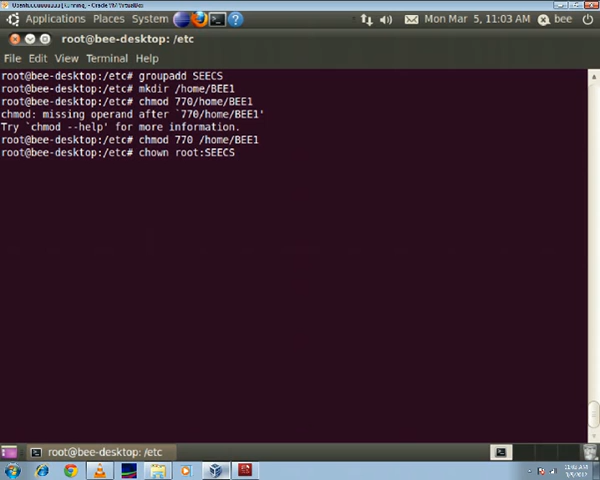 Applications Places System
Mon Mar 5, 11:03 AM bee
root@bee-desktop: /etc
File Edit View Terminal Help
root@bee-desktop:/etc# groupadd SEECS
root@bee-desktop:/etc# mkdir /home/BEE1
root@bee-desktop:/etc# chmod 770/home/BEE1
chmod: missing operand after `770/home/BEE1'
Try `chmod --help' for more information.
root@bee-desktop:/etc# chmod 770 /home/BEE1
root@bee-desktop:/etc# chown root:SEECS
root@bee-desktop: /etc
11:03 AM